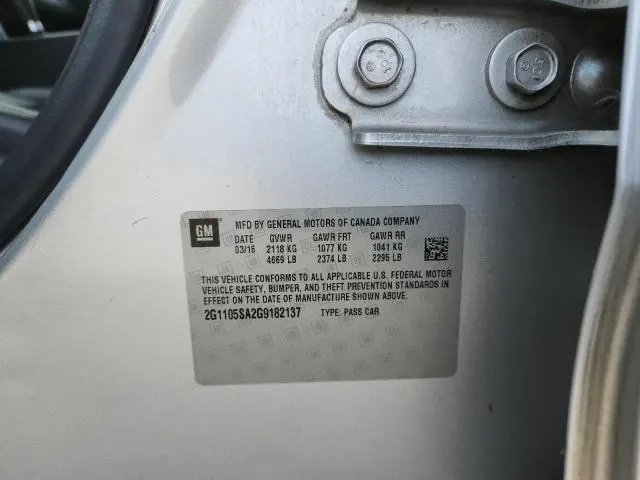 GM
MFD BY GENERAL MOTORS OF CANADA COMPANY
DATE GVWR GAWR FRT GAWR RR
03/16 2118 KG 1077 KG 1041 KG
4669 LB 2374 LB 2295 LB
THIS VEHICLE CONFORMS TO ALL APPLICABLE U.S. FEDERAL MOTOR
VEHICLE SAFETY, BUMPER, AND THEFT PREVENTION STANDARDS IN
EFFECT ON THE DATE OF MANUFACTURE SHOWN ABOVE.
2G1105SA2G9182137 TYPE: PASS CAR